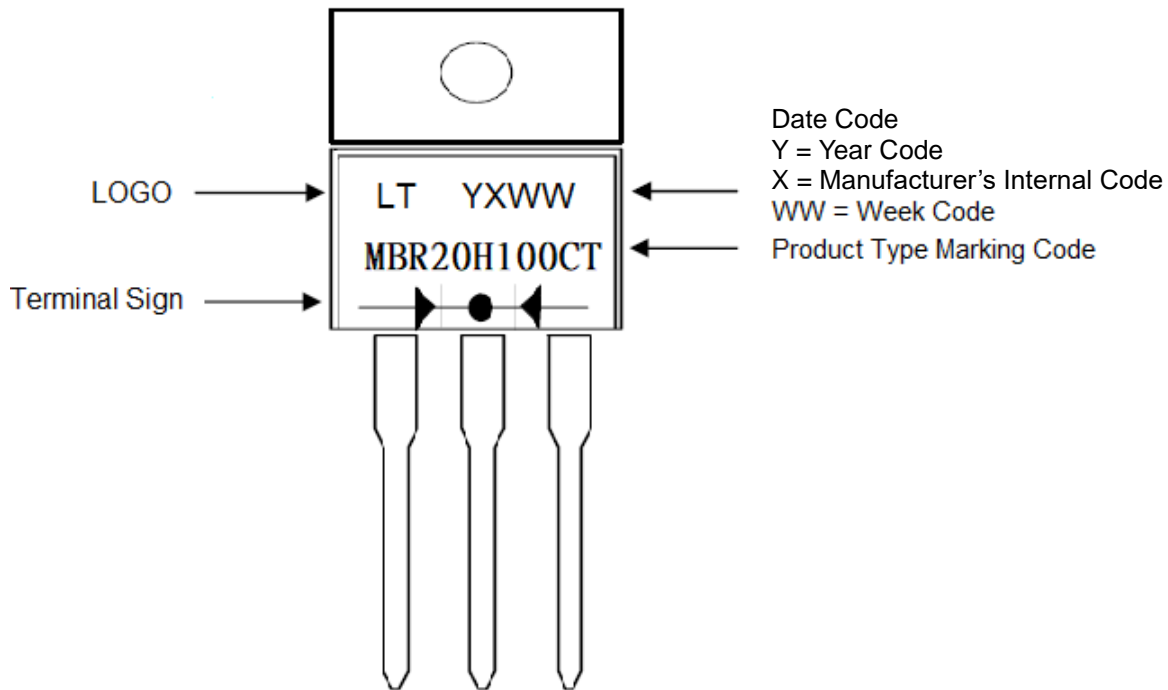 Date Code
Y = Year Code
X = Manufacturer's Internal Code
LOGO
LT YXWW
WW = Week Code
MBR20H100CT
Product Type Marking Code
Terminal Sign